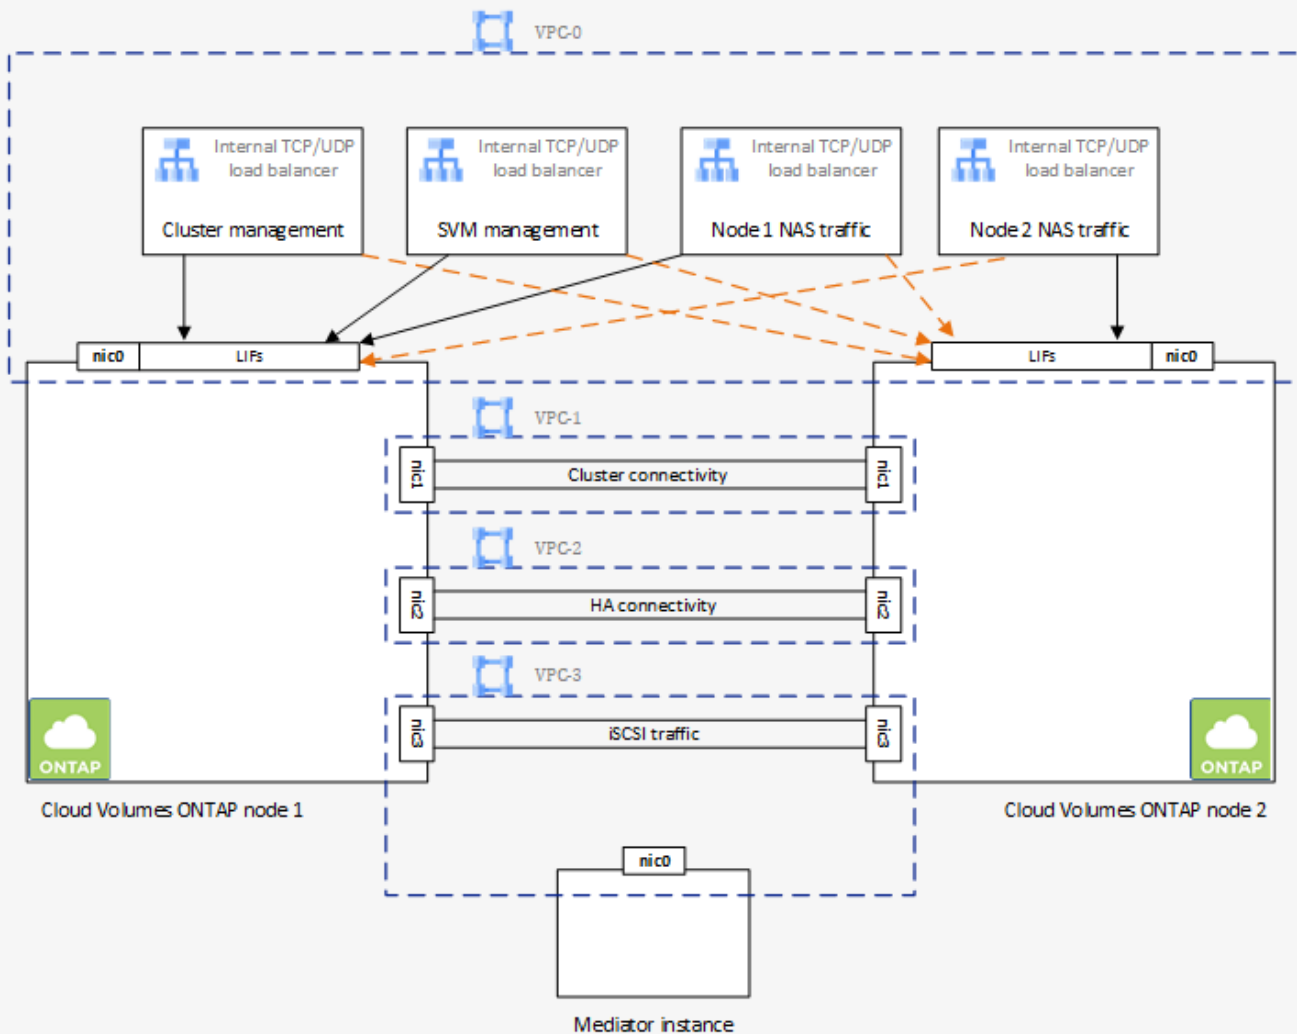 VPC-0
Internal TCP/UDP
load balancer
Cluster management
Internal TCP/UDP
load balancer
SVM management
Internal TCP/UDP
load balancer
Node 1 NAS traffic
Internal TCP/UDP
load balancer
Node 2 NAS traffic
nic0
LIFs
LIFs
nic0
VPC-1
nic1
Cluster connectivity
nic1
VPC-2
nic2
HA connectivity
nic2
VPC-3
nic3
iSCSI traffic
nic3
ONTAP
ONTAP
Cloud Volumes ONTAP node 1
Cloud Volumes ONTAP node 2
nic0
Mediator instance